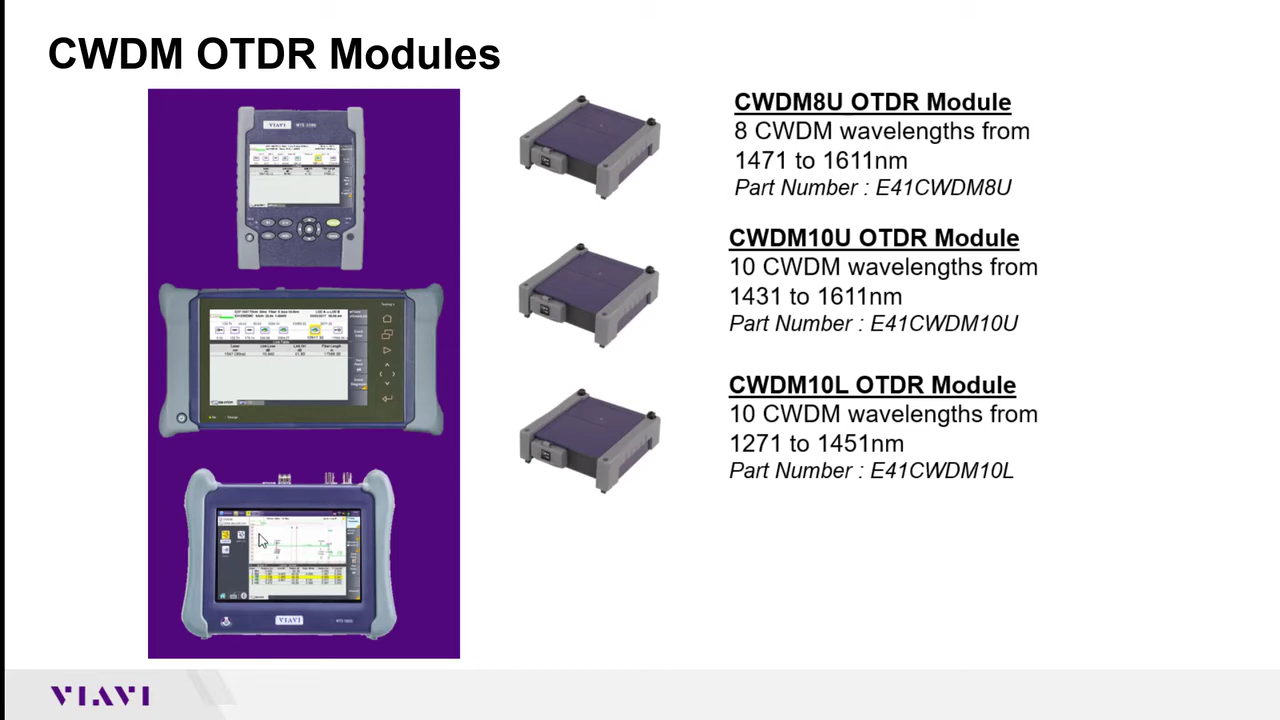 CWDM OTDR Modules
VIAVI
CWDM8U OTDR Module
8 CWDM wavelengths from
1471 to 1611nm
Part Number : E41CWDM8U
CWDM10U OTDR Module
10 CWDM wavelengths from
1431 to 1611nm
Part Number : E41CWDM10U
CWDM10L OTDR Module
10 CWDM wavelengths from
1271 to 1451nm
Part Number : E41CWDM10L
VIAVI
VIAVI